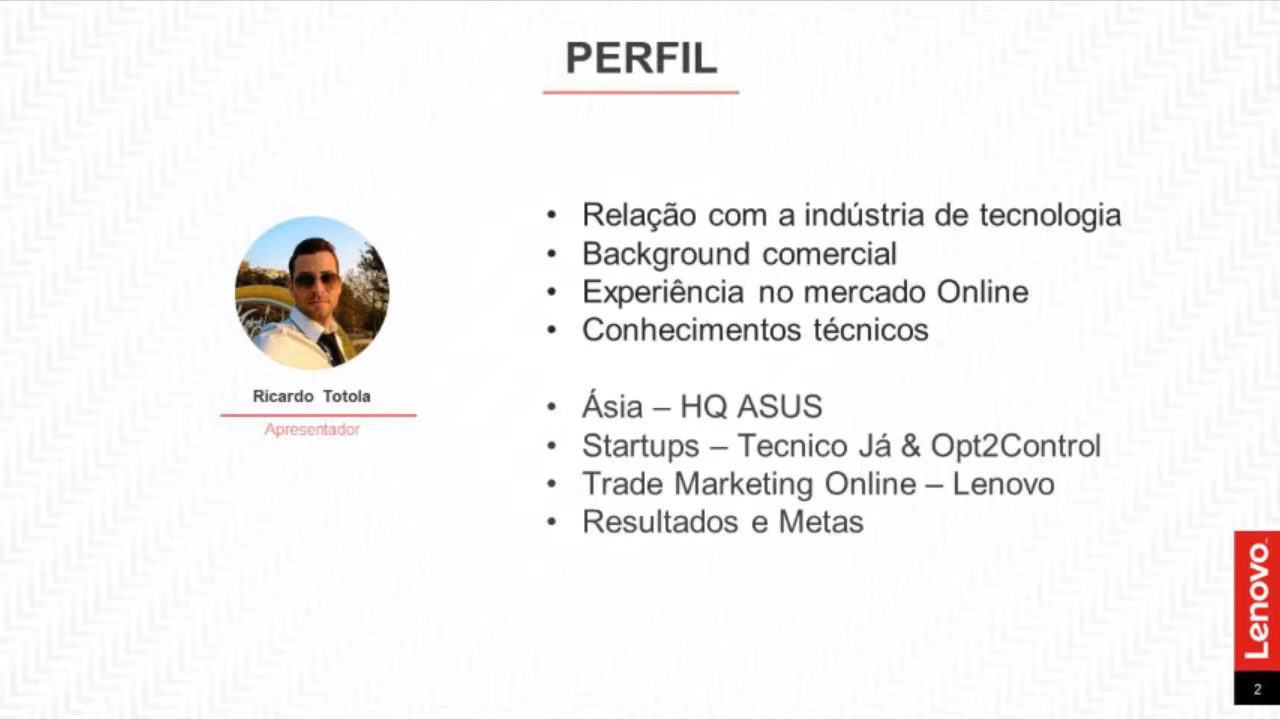 PERFIL
Relação com a indústria de tecnologia
Background comercial
Experiência no mercado Online
Conhecimentos técnicos
Ricardo Totola
Apresentador
Ásia – HQ ASUS
Startups – Tecnico Já & Opt2Control
Trade Marketing Online – Lenovo
Resultados e Metas
Lenovo
2